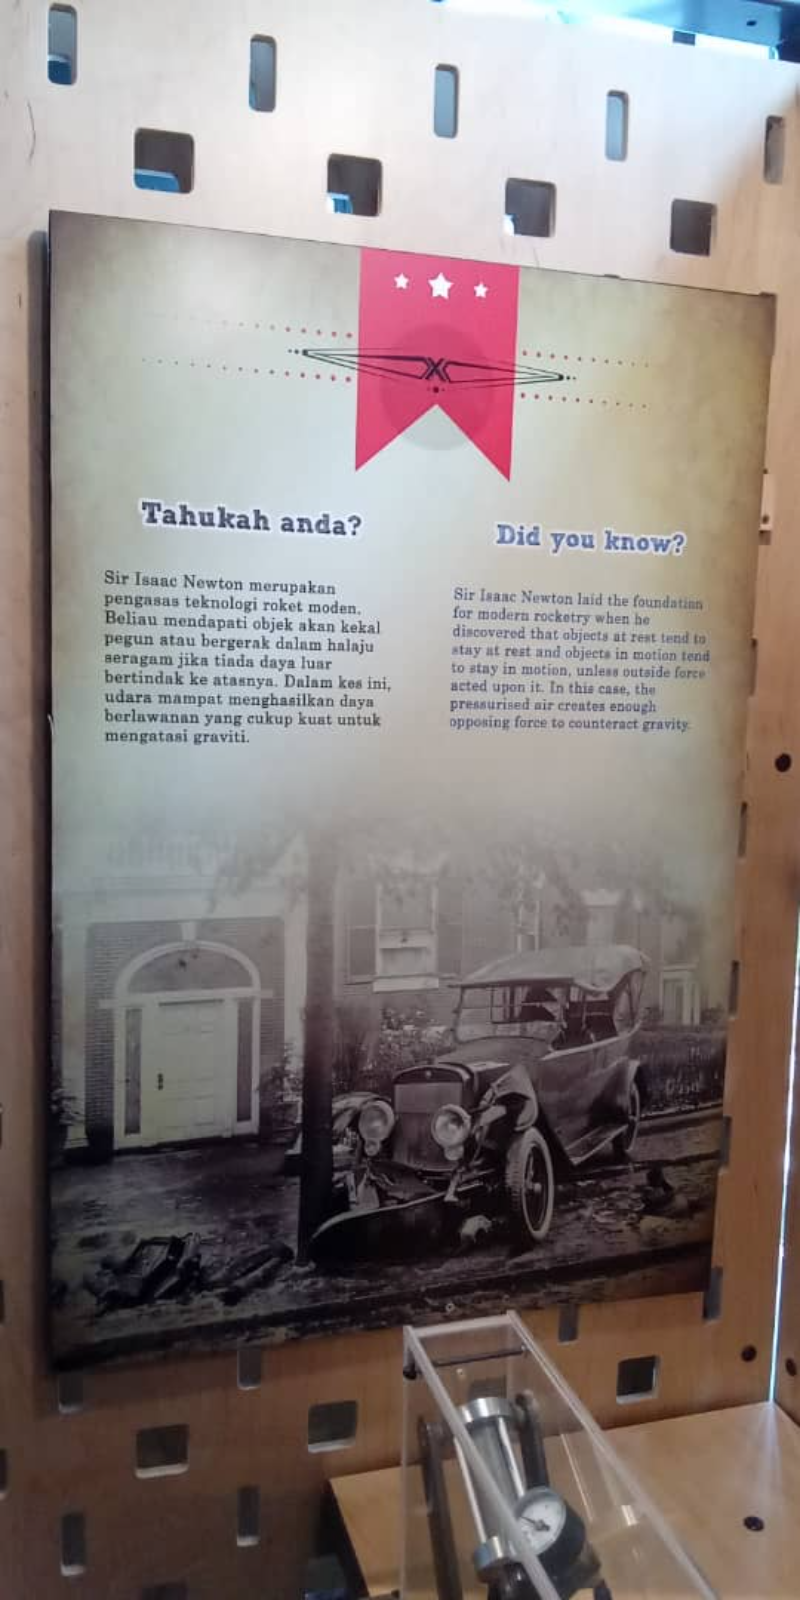 Tahukah anda?
Sir Isaac Newton merupakan
pengasas teknologi roket moden.
Beliau mendapati objek akan kekal
pegun atau bergerak dalam halaju
seragam jika tiada daya luar
bertindak ke atasnya. Dalam kes ini,
udara mampat menghasilkan daya
berlawanan yang cukup kuat untuk
mengatasi graviti.
Did you know?
Sir Isaac Newton laid the foundation
for modern rocketry when he
discovered that objects at rest tend to
stay at rest and objects in motion tend
to stay in motion, unless outside force
acted upon it. In this case, the
pressurised air creates enough
opposing force to counteract gravity.